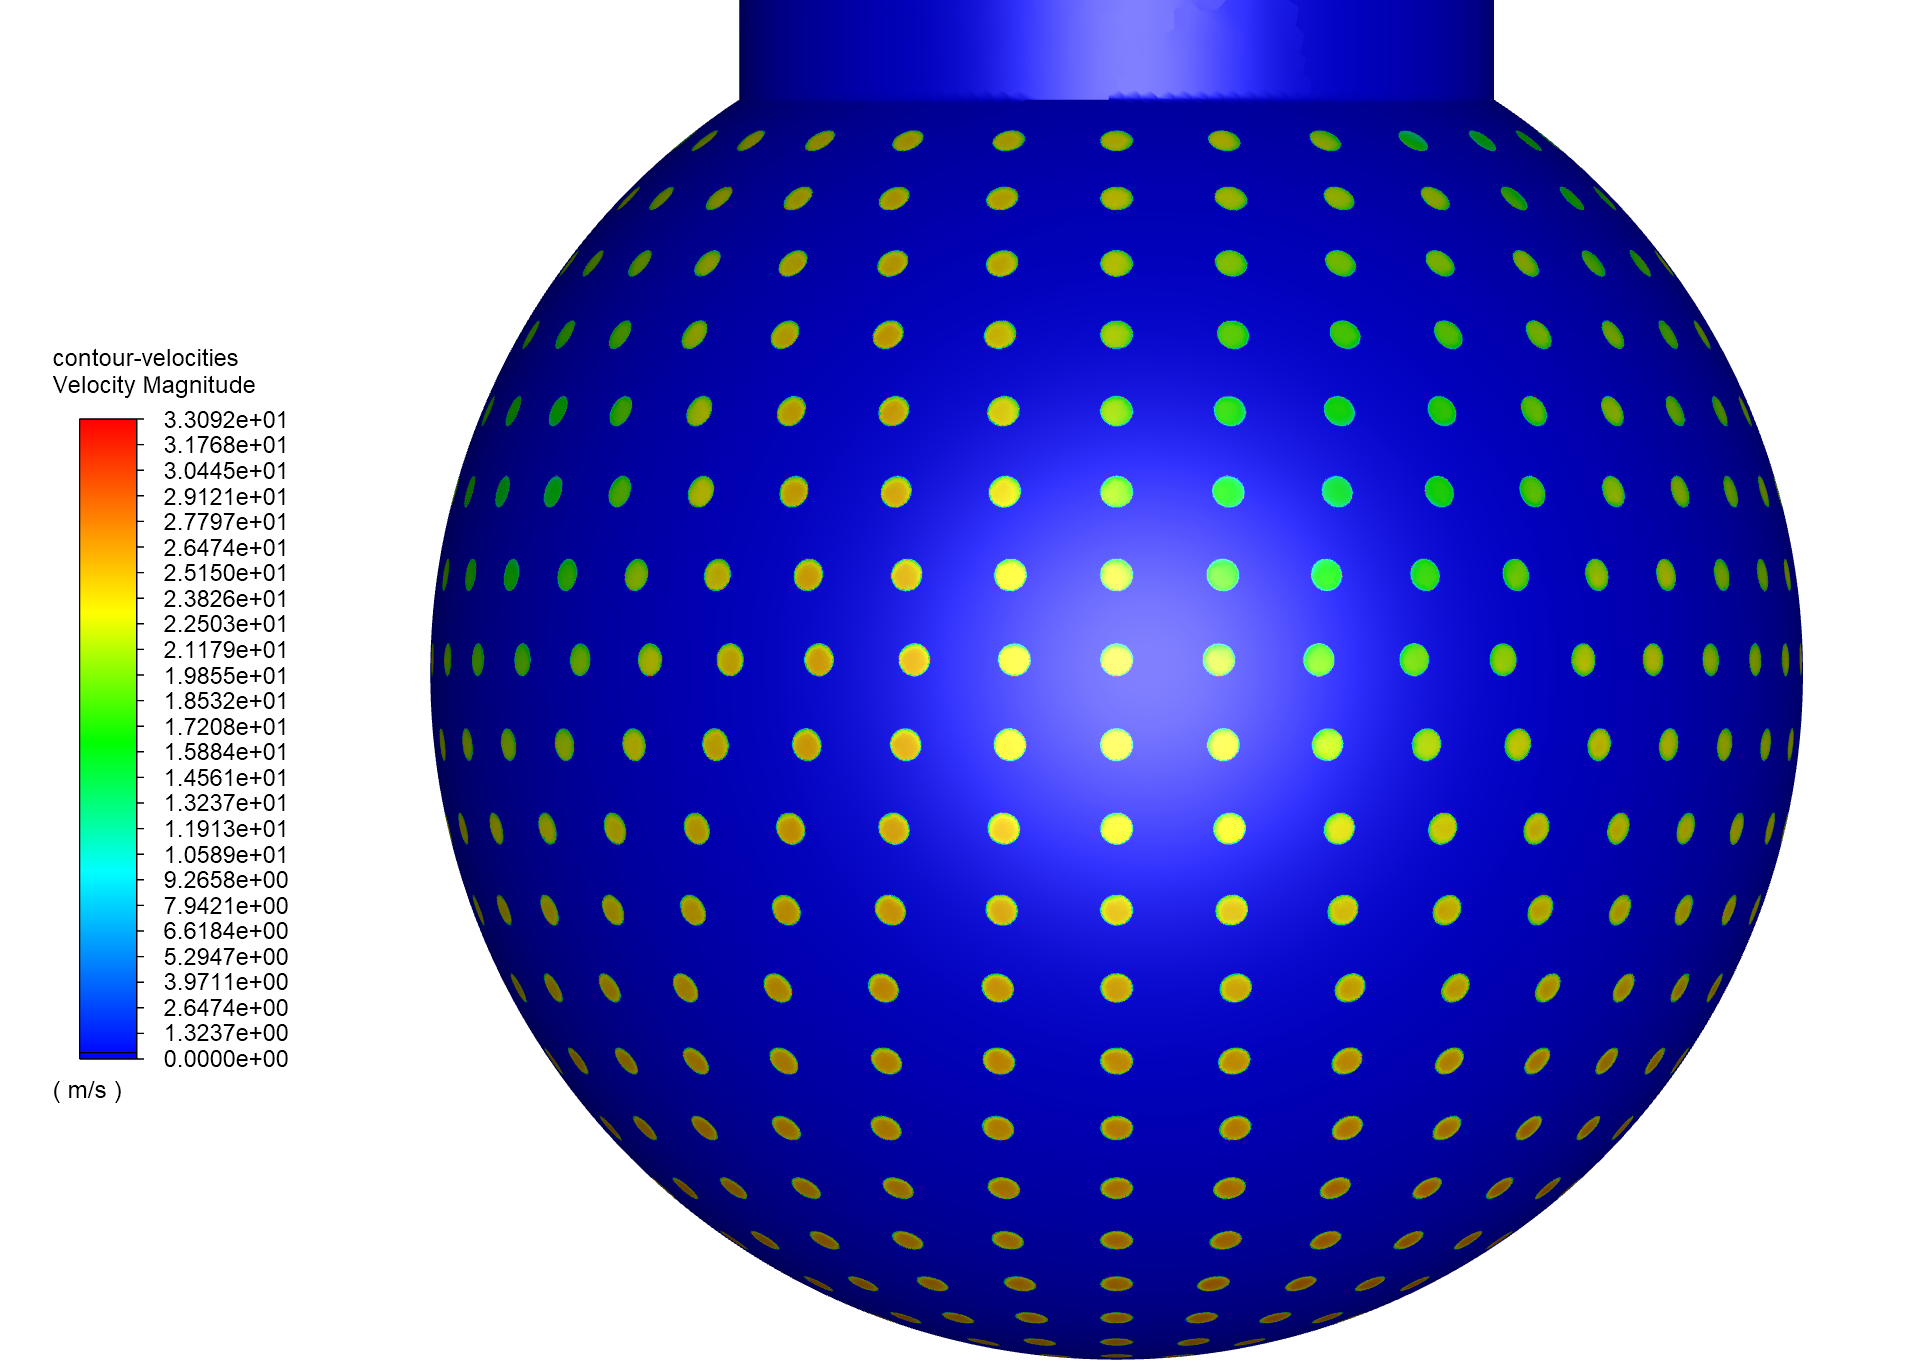 contour-velocities
Velocity Magnitude
3.3092e+01
3.1768e+01
3.0445e+01
2.9121e+01
2.7797e+01
2.6474e+01
2.5150e+01
2.3826e+01
2.2503e+01
2.1179e+01
1.9855e+01
1.8532e+01
1.7208e+01
1.5884e+01
1.4561e+01
1.3237e+01
1.1913e+01
1.0589e+01
9.2658e+00
7.9421e+00
6.6184e+00
5.2947e+00
3.9711e+00
2.6474e+00
1.3237e+00
0.0000e+00
( m/s )